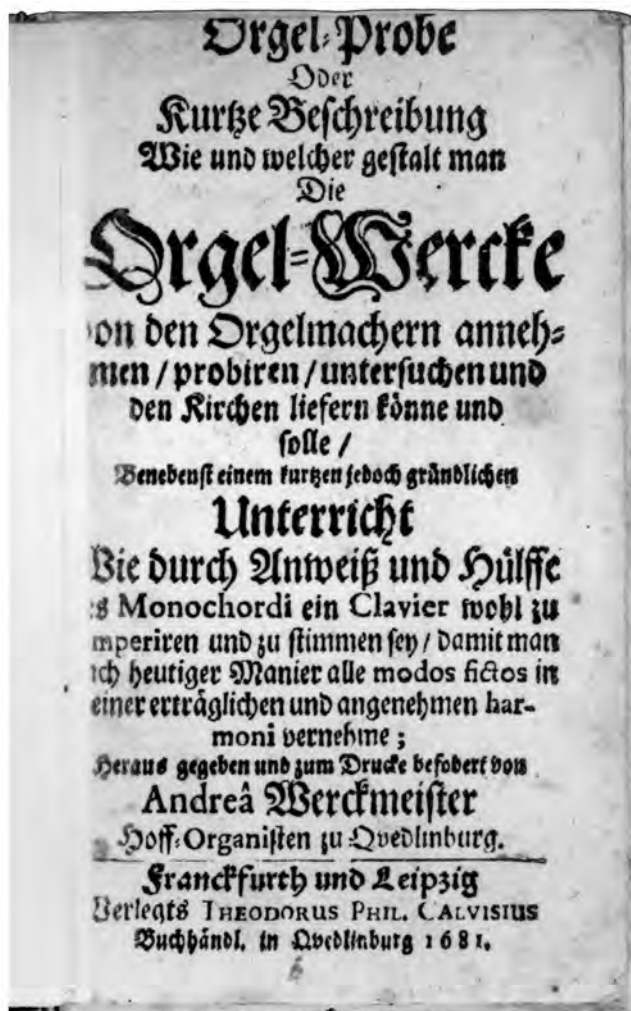 Orgel-Probe
Oder
Kurtze Beschreibung
Wie und welcher gestalt man
Die
Orgel-Wercke
von den Orgelmachern anneh-
men / probiren / untersuchen und
den Kirchen liefern könne und
solle /
Benebenst einem kurtzen jedoch gründlichen
Unterricht
Wie durch Anweiß und Hülffe
es Monochordi ein Clavier wohl zu
mperiren und zu stimmen sey / damit man
ch heutiger Manier alle modos fictos in
einer erträglichen und angenehmen har-
moni vernehme ;
Heraus gegeben und zum Drucke befodert von
Andreâ Werckmeister
Hoff-Organisten zu Qvedlinburg.
Franckfurth und Leipzig
Verlegts THEODORUS PHIL. CALVISIUS
Buchhändl. in Qvedlinburg 1681.